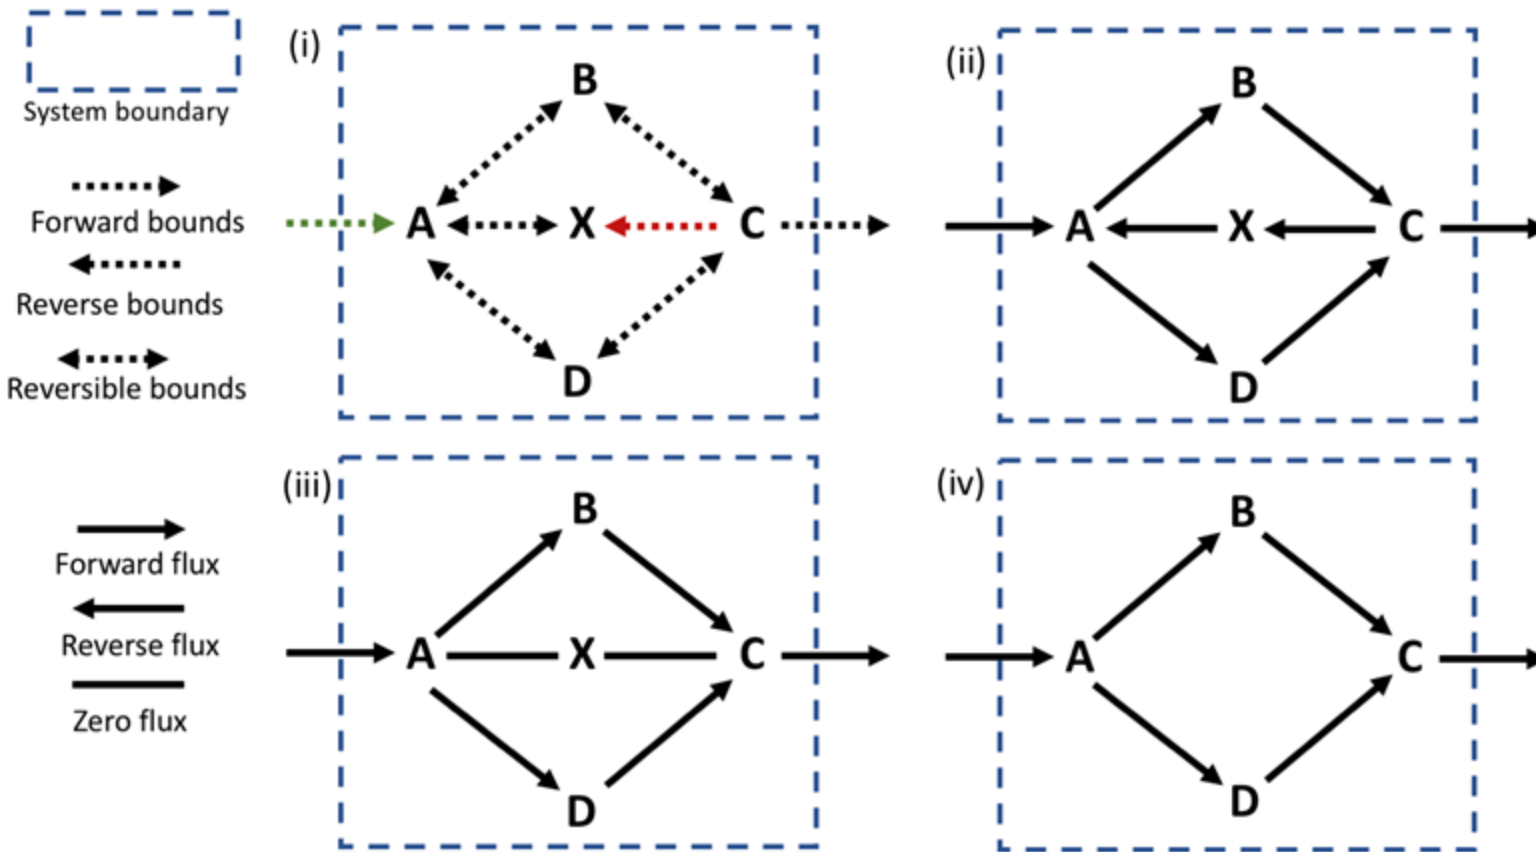 System boundary
Forward bounds
Reverse bounds
Reversible bounds
Forward flux
Reverse flux
Zero flux
(i)
B
A X C
D
(ii)
B
A X C
D
(iii)
B
A X C
D
(iv)
B
A C
D